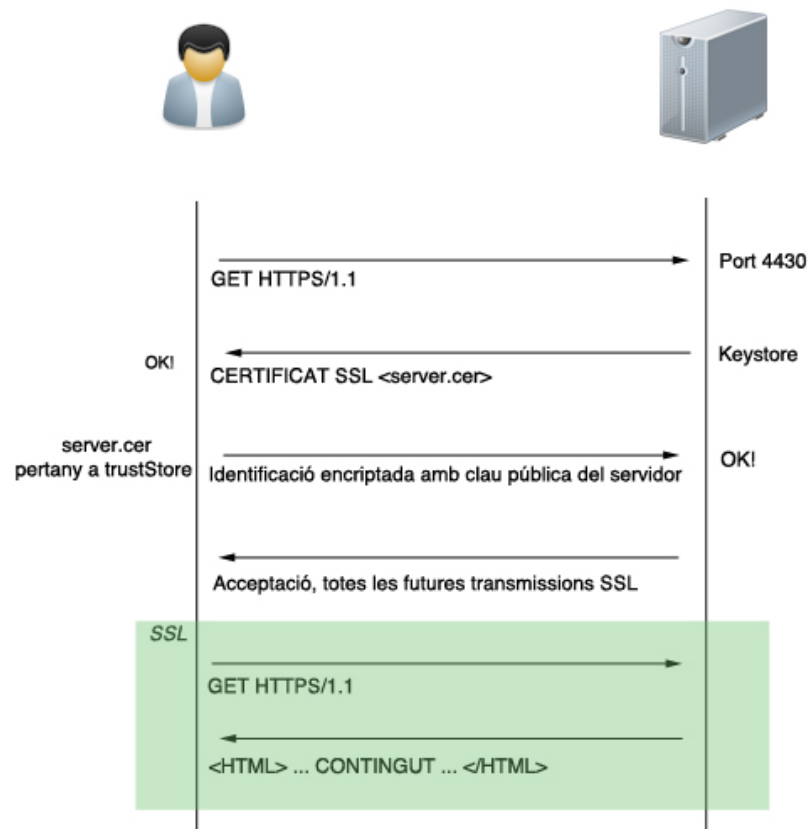 GET HTTPS/1.1
Port 4430
OK!
CERTIFICAT SSL <server.cer>
Keystore
server.cer
pertany a trustStore
Identificació encriptada amb clau pública del servidor
OK!
Acceptació, totes les futures transmissions SSL
SSL
GET HTTPS/1.1
<HTML> ... CONTINGUT ... </HTML>